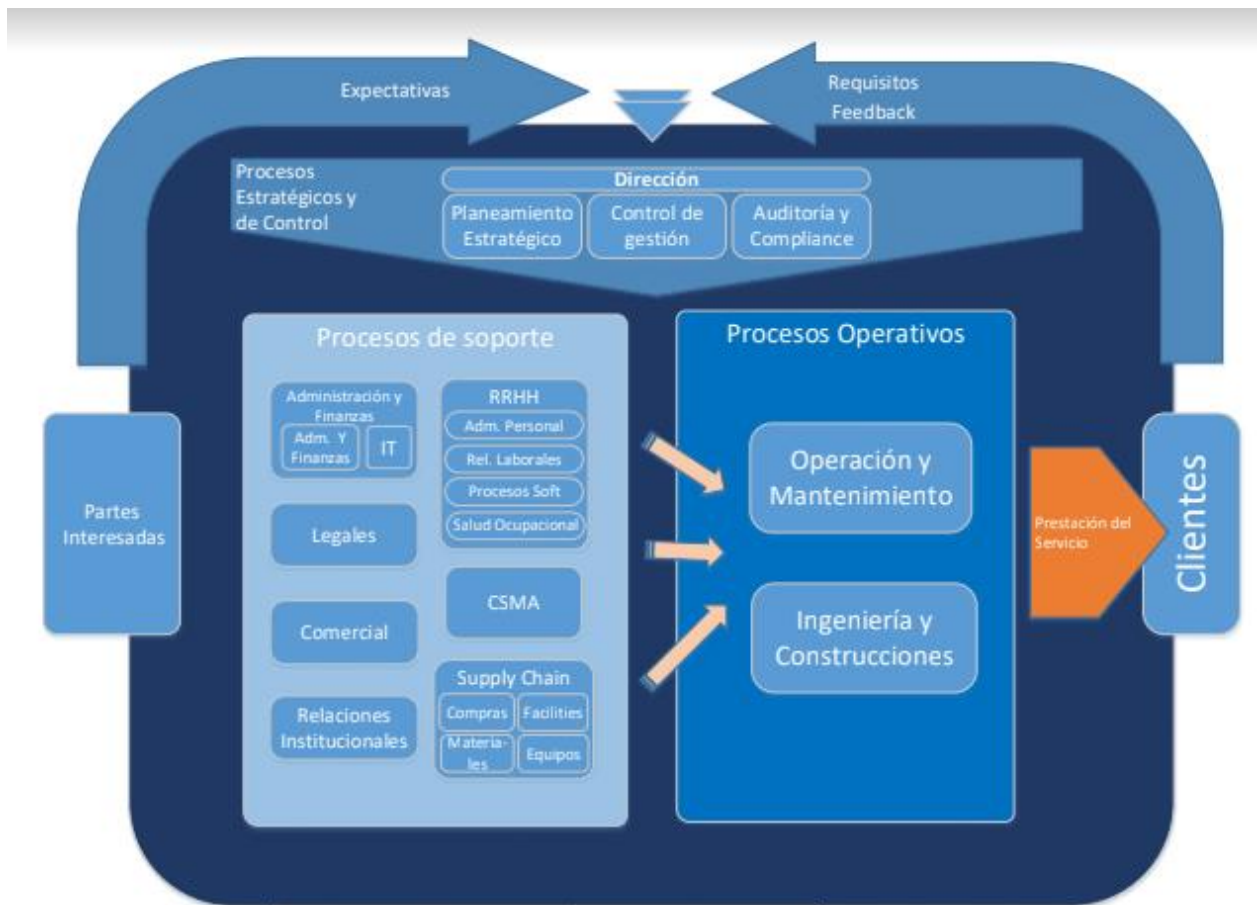 Expectativas
Requisitos
Feedback
Procesos
Estratégicos y
de Control
Dirección
Planeamiento
Estratégico
Control de
gestión
Auditoría y
Compliance
Procesos de soporte
Administración y
Finanzas
Adm. Y
Finanzas
IT
Legales
Comercial
Relaciones
Institucionales
RRHH
Adm. Personal
Rel. Laborales
Procesos Soft
Salud Ocupacional
CSMA
Supply Chain
Compras
Facilities
Materia-
les
Equipos
Procesos Operativos
Operación y
Mantenimiento
Ingeniería y
Construcciones
Partes
Interesadas
Prestación del
Servicio
Clientes